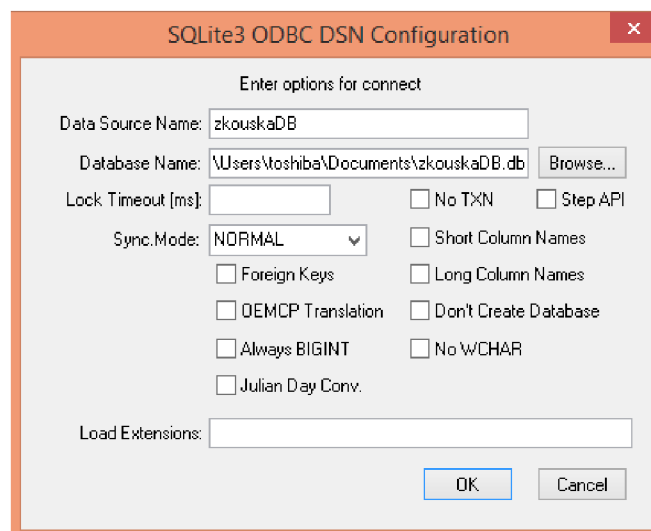 SQLite3 ODBC DSN Configuration
Enter options for connect
Data Source Name: zkouskaDB
Database Name: \Users\toshiba\Documents\zkouskaDB.db Browse...
Lock Timeout [ms]: No TXN Step API
Sync.Mode: NORMAL Short Column Names
Foreign Keys Long Column Names
OEMCP Translation Don't Create Database
Always BIGINT No WCHAR
Julian Day Conv.
Load Extensions:
OK Cancel